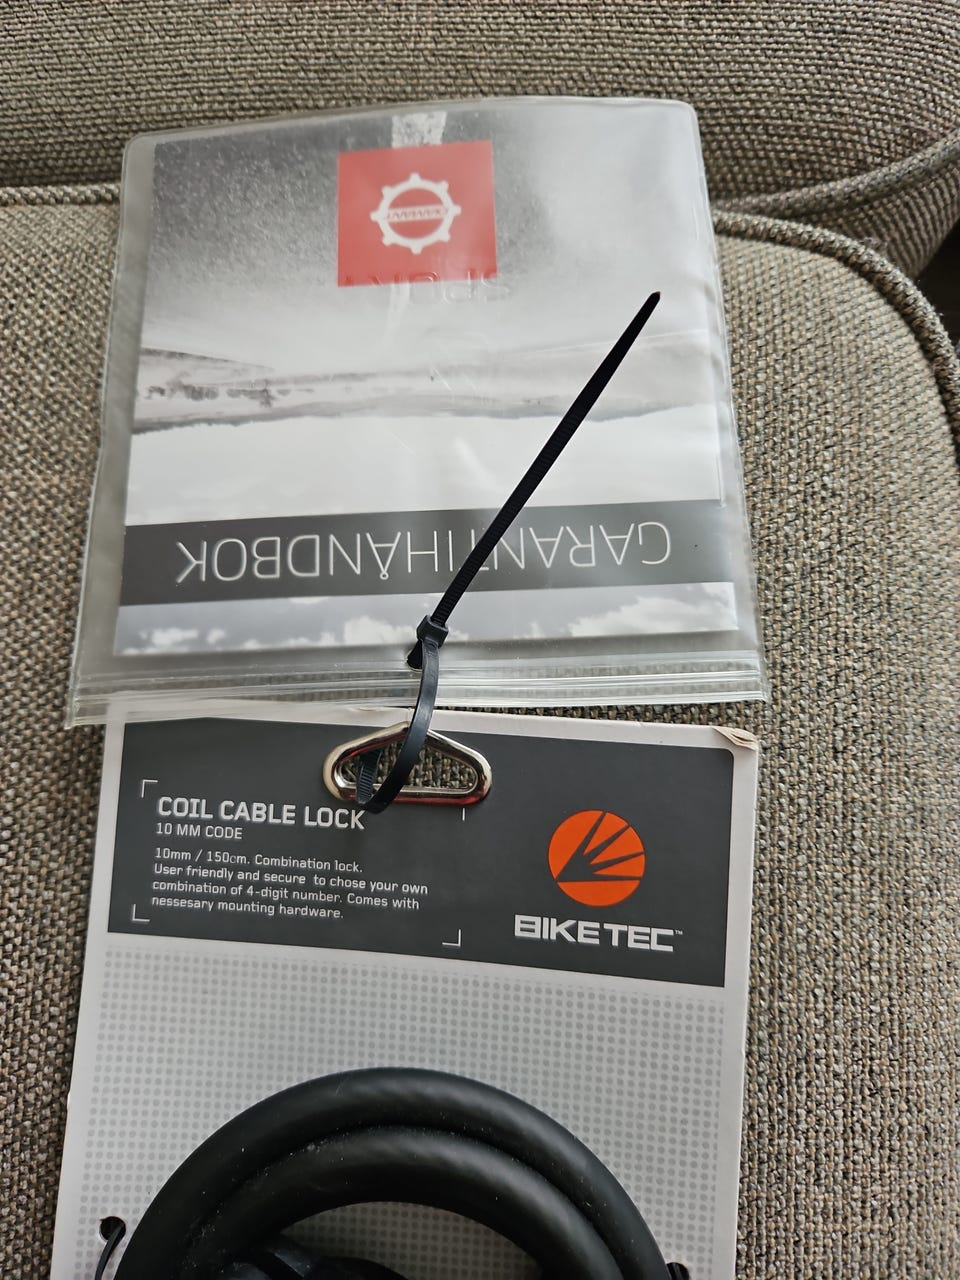 SPORT
GARANTIHÅNDBOK
COIL CABLE LOCK
10 MM CODE
10mm / 150cm. Combination lock.
User friendly and secure to chose your own
combination of 4-digit number. Comes with
nessesary mounting hardware.
BIKETEC™